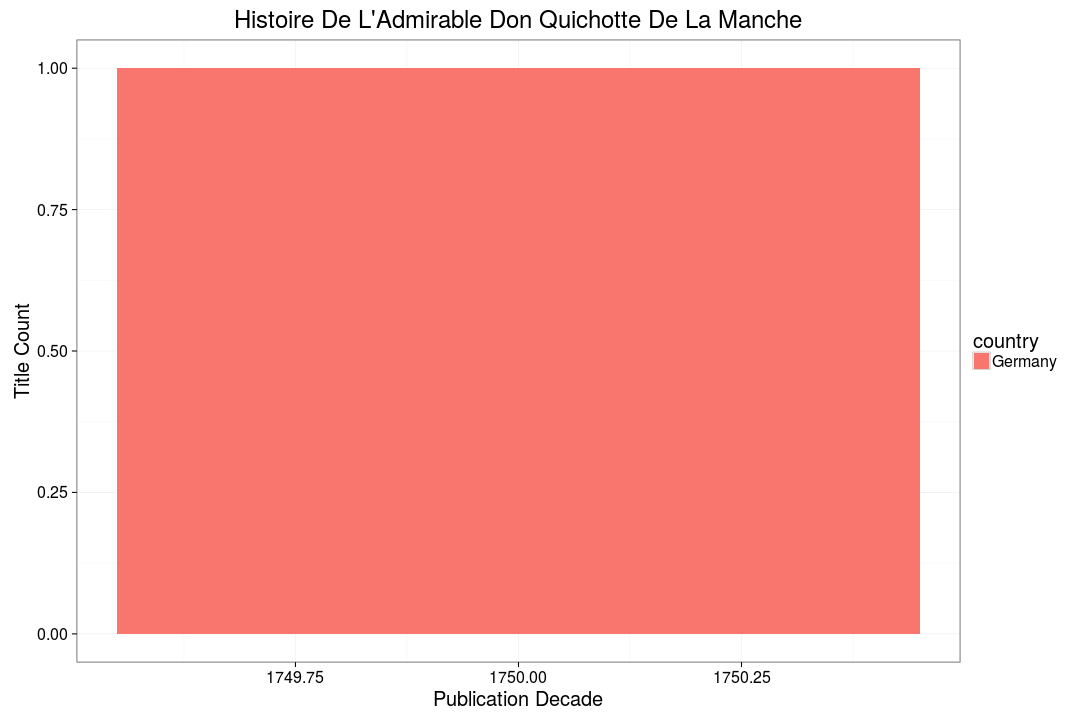 Histoire De L'Admirable Don Quichotte De La Manche
1.00
0.75
0.50
0.25
0.00
Title Count
1749.75 1750.00 1750.25
Publication Decade
country
Germany